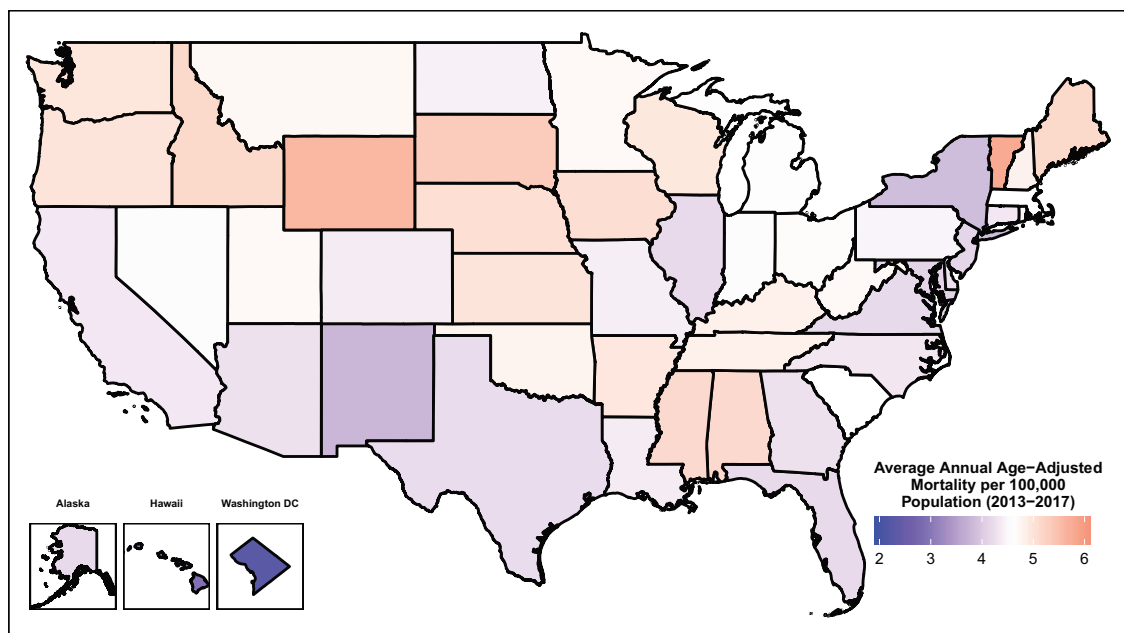 Alaska
Hawaii
Washington DC
Average Annual Age−Adjusted
Mortality per 100,000
Population (2013−2017)
2 3 4 5 6